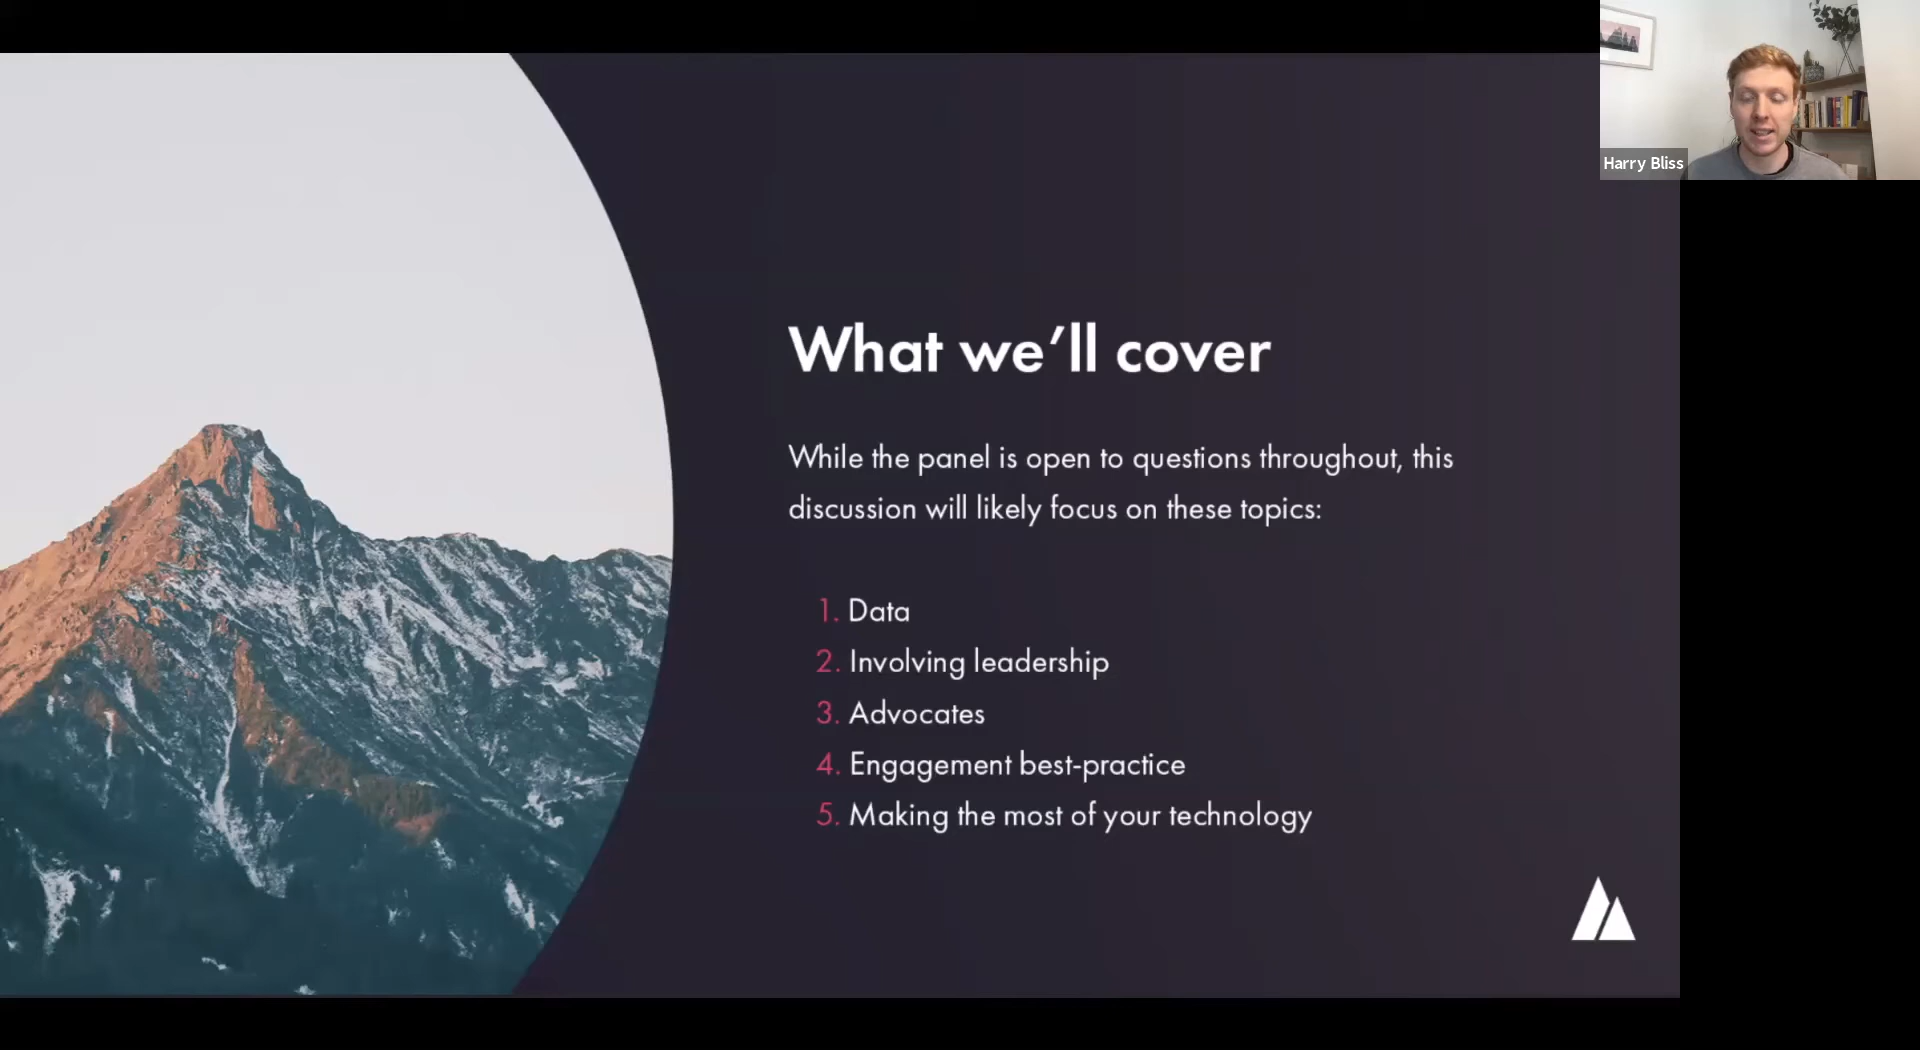 What we’ll cover
While the panel is open to questions throughout, this
discussion will likely focus on these topics:
1. Data
2. Involving leadership
3. Advocates
4. Engagement best-practice
5. Making the most of your technology
Harry Bliss